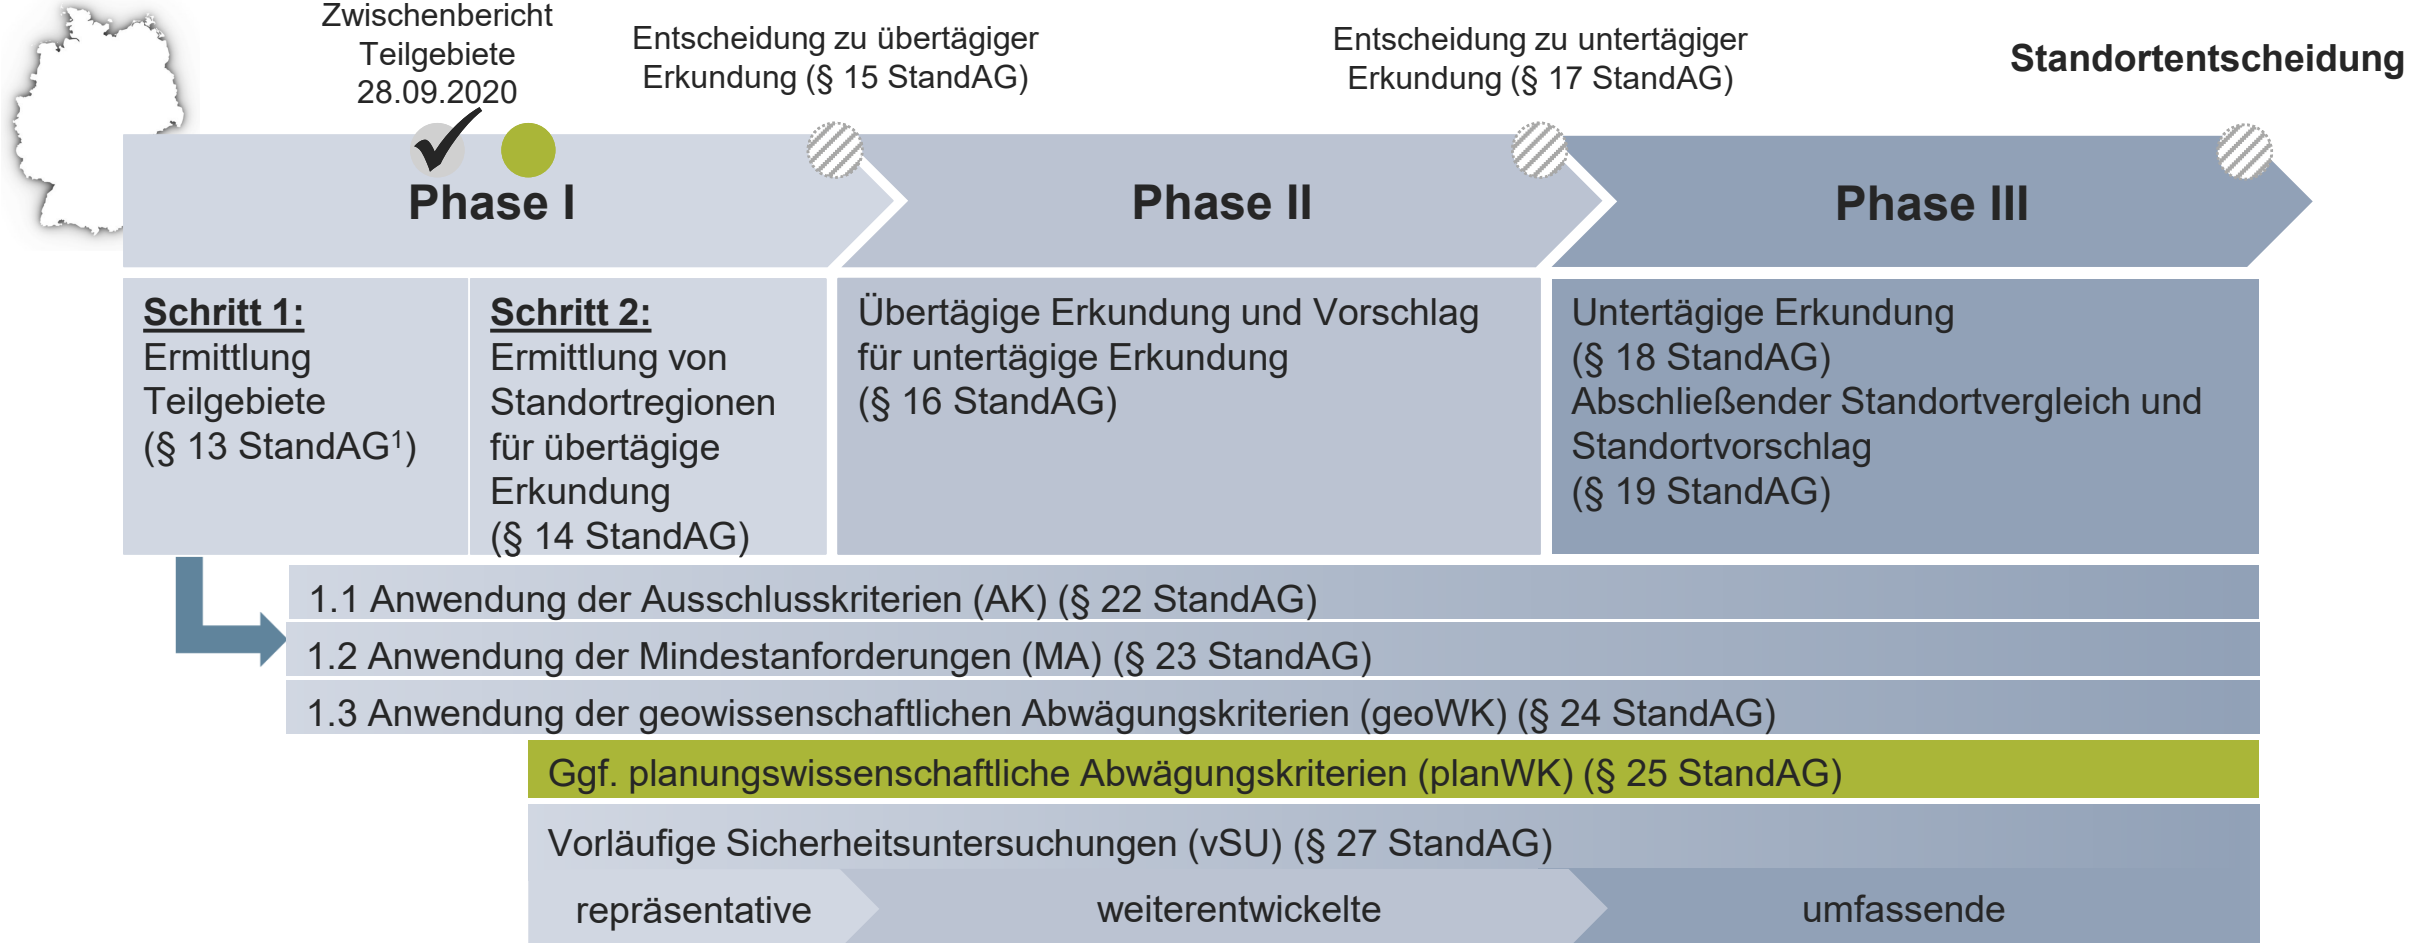 Zwischenbericht
Teilgebiete
28.09.2020
Entscheidung zu übertägiger
Erkundung (§ 15 StandAG)
Entscheidung zu untertägiger
Erkundung (§ 17 StandAG)
Standortentscheidung
Phase I
Phase II
Phase III
Schritt 1:
Ermittlung
Teilgebiete
(§ 13 StandAG¹)
Schritt 2:
Ermittlung von
Standortregionen
für übertägige
Erkundung
(§ 14 StandAG)
Übertägige Erkundung und Vorschlag
für untertägige Erkundung
(§ 16 StandAG)
Untertägige Erkundung
(§ 18 StandAG)
Abschließender Standortvergleich und
Standortvorschlag
(§ 19 StandAG)
1.1 Anwendung der Ausschlusskriterien (AK) (§ 22 StandAG)
1.2 Anwendung der Mindestanforderungen (MA) (§ 23 StandAG)
1.3 Anwendung der geowissenschaftlichen Abwägungskriterien (geoWK) (§ 24 StandAG)
Ggf. planungswissenschaftliche Abwägungskriterien (planWK) (§ 25 StandAG)
Vorläufige Sicherheitsuntersuchungen (vSU) (§ 27 StandAG)
repräsentative
weiterentwickelte
umfassende